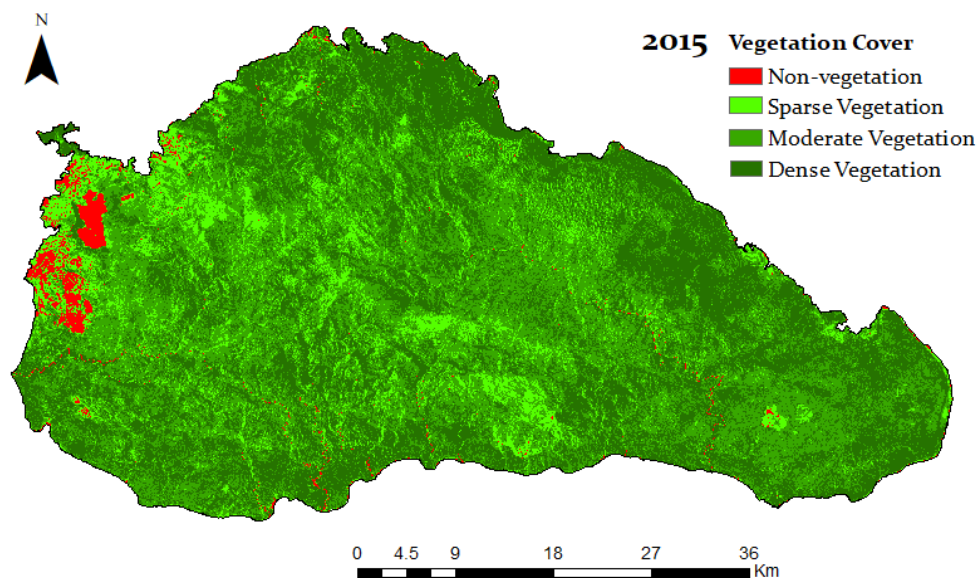 N
2015 Vegetation Cover
Non-vegetation
Sparse Vegetation
Moderate Vegetation
Dense Vegetation
0 4.5 9 18 27 36
Km